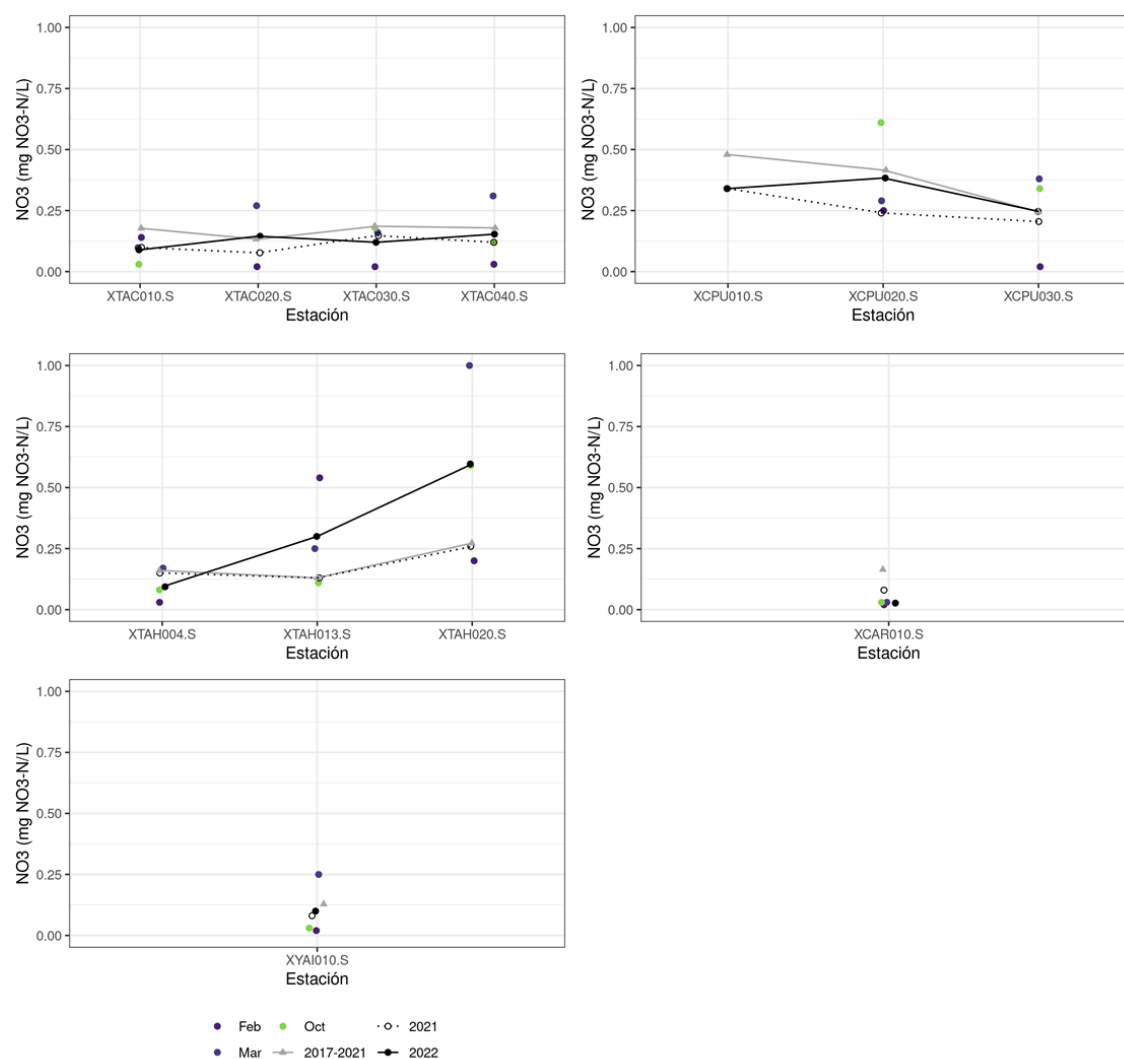 1.00
0.75
0.50
0.25
0.00
NO3 (mg NO3-N/L)
XTAC010.S XTAC020.S XTAC030.S XTAC040.S
Estación
1.00
0.75
0.50
0.25
0.00
NO3 (mg NO3-N/L)
XCPU010.S XCPU020.S XCPU030.S
Estación
1.00
0.75
0.50
0.25
0.00
NO3 (mg NO3-N/L)
XTAH004.S XTAH013.S XTAH020.S
Estación
1.00
0.75
0.50
0.25
0.00
NO3 (mg NO3-N/L)
XCAR010.S
Estación
1.00
0.75
0.50
0.25
0.00
NO3 (mg NO3-N/L)
XYAI010.S
Estación
Feb Oct 2021
Mar 2017-2021 2022